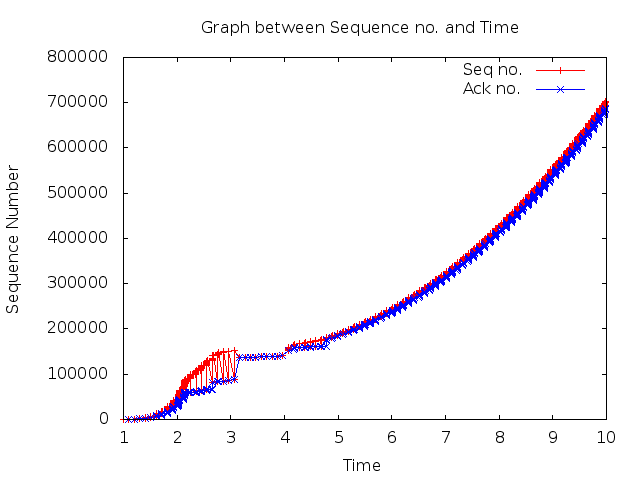 Graph between Sequence no. and Time
Sequence Number
800000
700000
600000
500000
400000
300000
200000
100000
0
Seq no.
Ack no.
1 2 3 4 5 6 7 8 9 10
Time